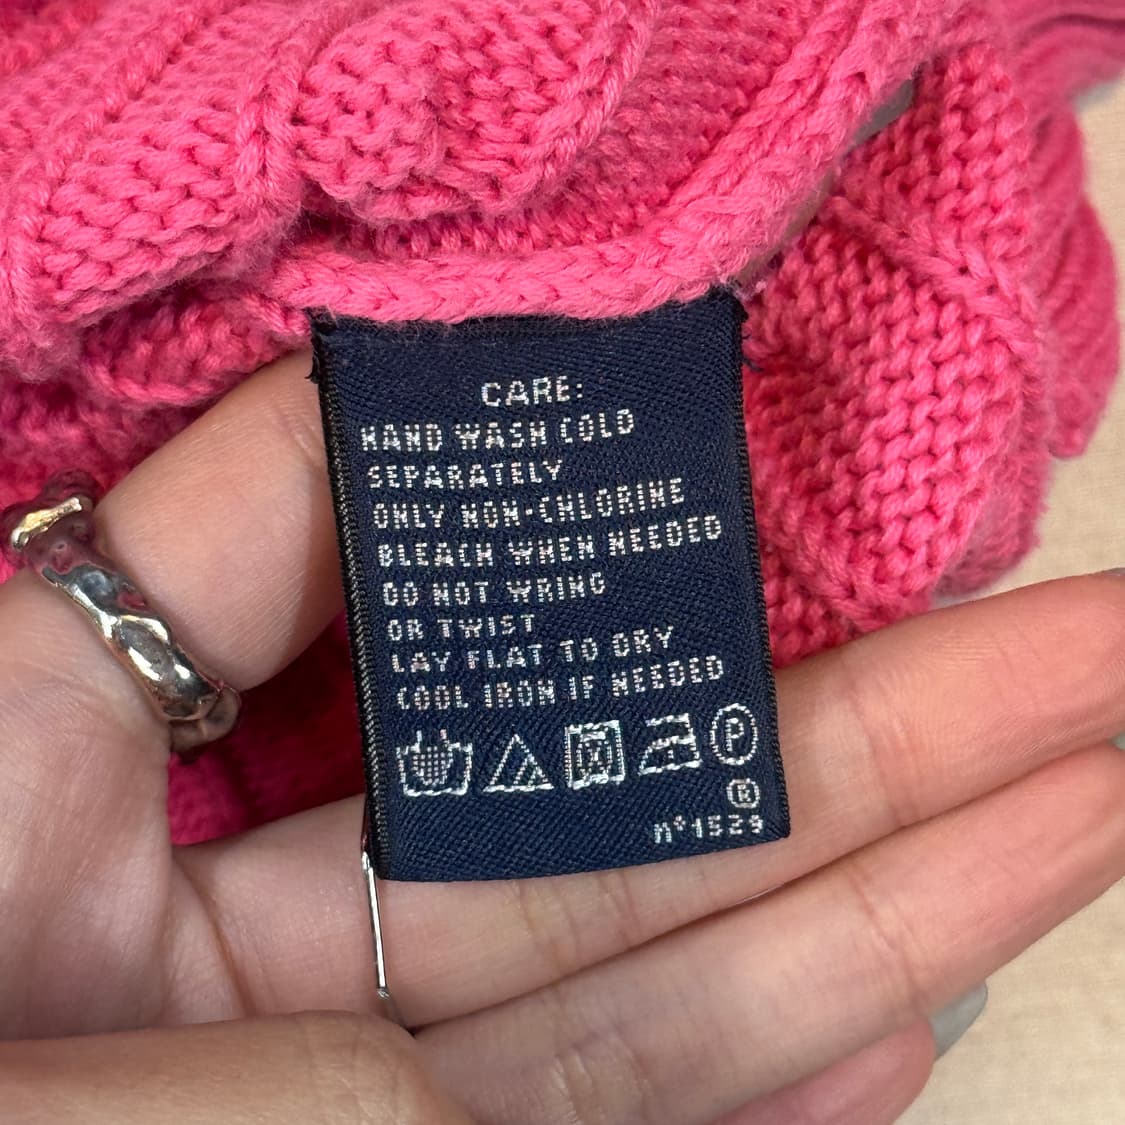 CARE:
HAND WASH COLD
SEPARATELY
ONLY NON-CHLORINE
BLEACH WHEN NEEDED
DO NOT WRING
OR TWIST
LAY FLAT TO DRY
COOL IRON IF NEEDED
P
®
n°1529